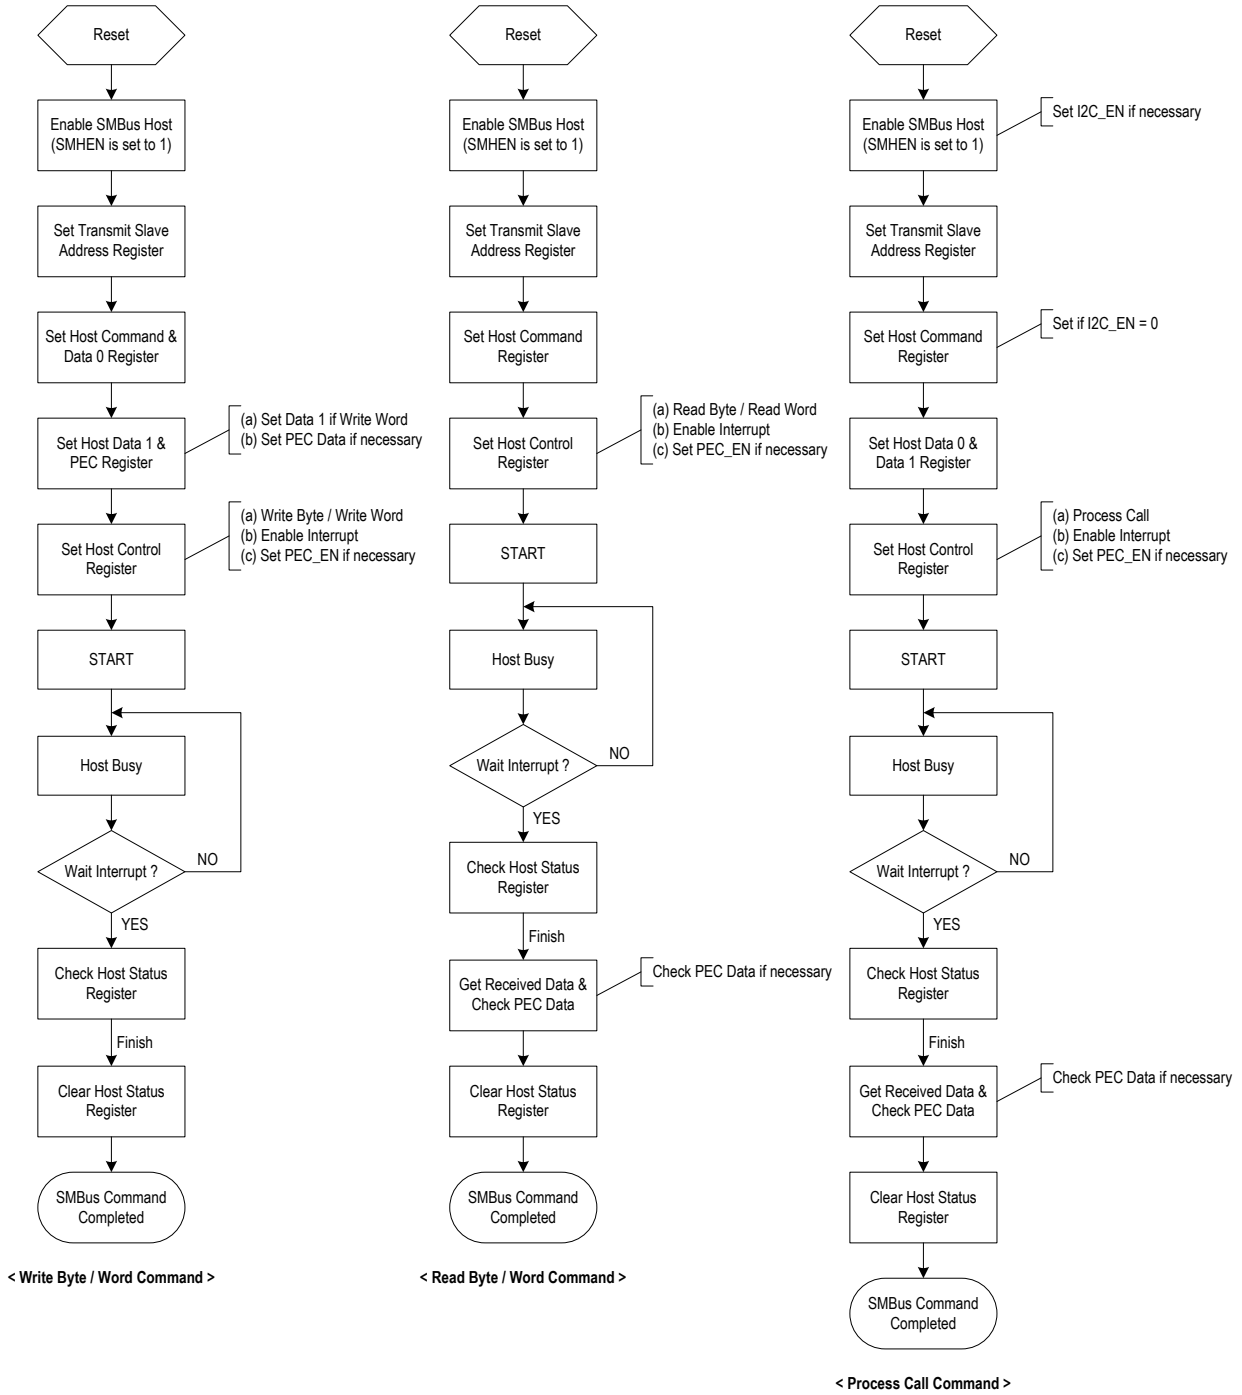 Reset
Enable SMBus Host
(SMHEN is set to 1)
Set Transmit Slave
Address Register
Set Host Command &
Data 0 Register
Set Host Data 1 &
PEC Register
(a) Set Data 1 if Write Word
(b) Set PEC Data if necessary
Set Host Control
Register
(a) Write Byte / Write Word
(b) Enable Interrupt
(c) Set PEC_EN if necessary
START
Host Busy
Wait Interrupt ?
NO
YES
Check Host Status
Register
Finish
Clear Host Status
Register
SMBus Command
Completed
< Write Byte / Word Command >
Reset
Enable SMBus Host
(SMHEN is set to 1)
Set Transmit Slave
Address Register
Set Host Command
Register
Set Host Control
Register
(a) Read Byte / Read Word
(b) Enable Interrupt
(c) Set PEC_EN if necessary
START
Host Busy
Wait Interrupt ?
NO
YES
Check Host Status
Register
Finish
Get Received Data &
Check PEC Data
Check PEC Data if necessary
Clear Host Status
Register
SMBus Command
Completed
< Read Byte / Word Command >
Reset
Enable SMBus Host
(SMHEN is set to 1)
Set I2C_EN if necessary
Set Transmit Slave
Address Register
Set Host Command
Register
Set if I2C_EN = 0
Set Host Data 0 &
Data 1 Register
Set Host Control
Register
(a) Process Call
(b) Enable Interrupt
(c) Set PEC_EN if necessary
START
Host Busy
Wait Interrupt ?
NO
YES
Check Host Status
Register
Finish
Get Received Data &
Check PEC Data
Check PEC Data if necessary
Clear Host Status
Register
SMBus Command
Completed
< Process Call Command >